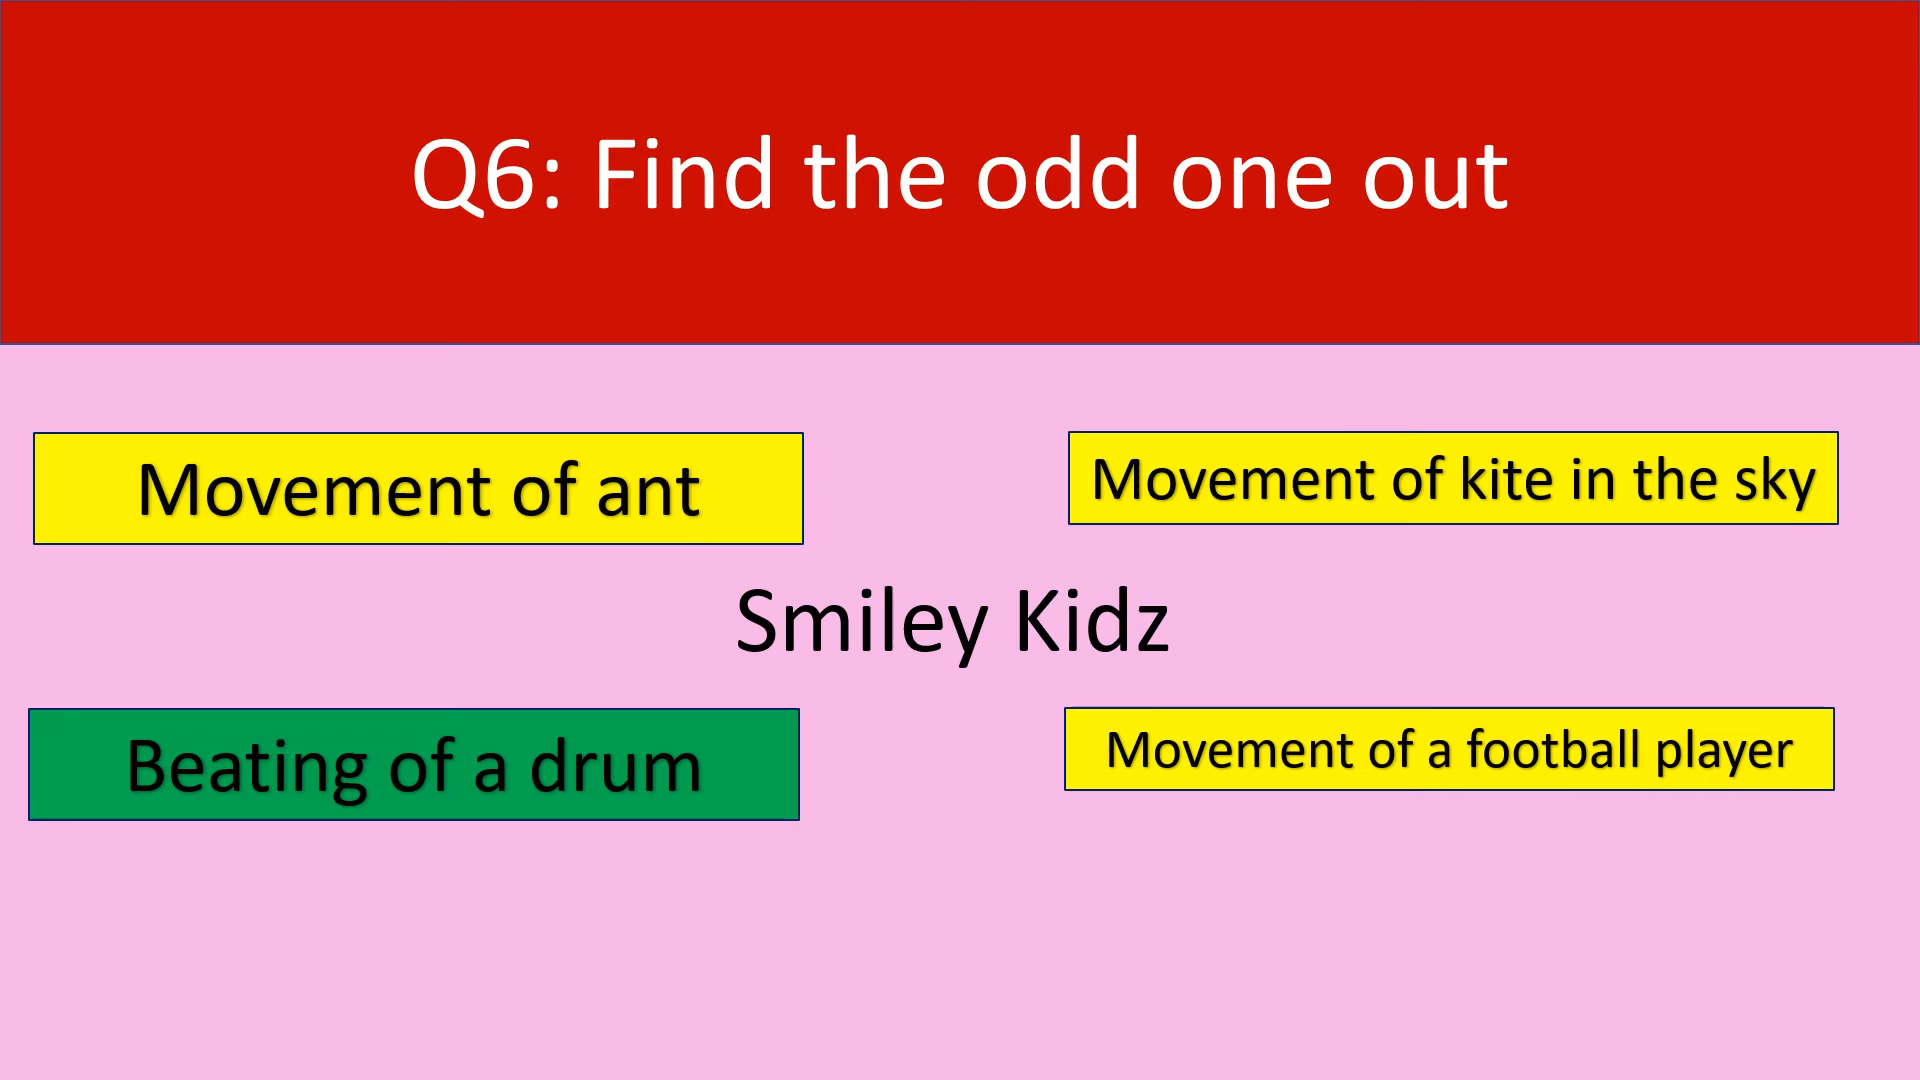 Q6: Find the odd one out
Movement of ant
Movement of kite in the sky
Smiley Kidz
Beating of a drum
Movement of a football player